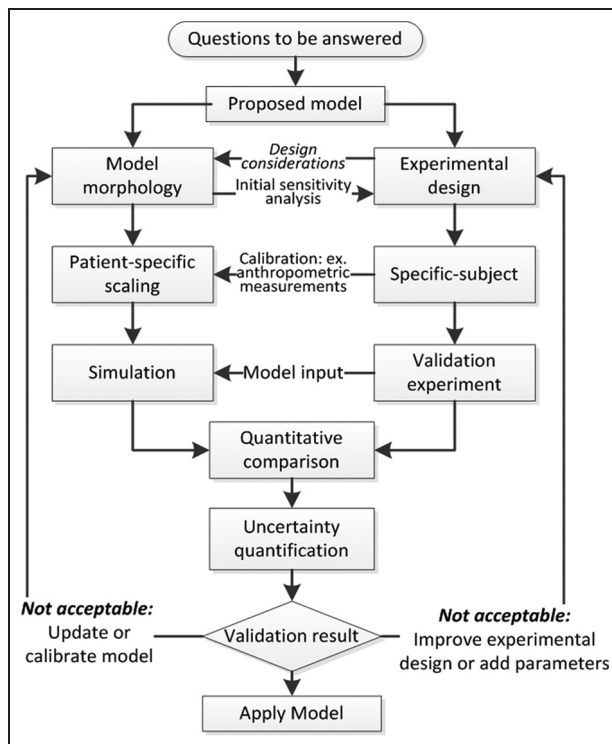 Questions to be answered
Proposed model
Model
morphology
Design
considerations
Initial sensitivity
analysis
Experimental
design
Patient-specific
scaling
Calibration: ex.
anthropometric
measurements
Specific-subject
Simulation
Model input
Validation
experiment
Quantitative
comparison
Uncertainty
quantification
Not acceptable:
Update or
calibrate model
Validation result
Not acceptable:
Improve experimental
design or add parameters
Apply Model